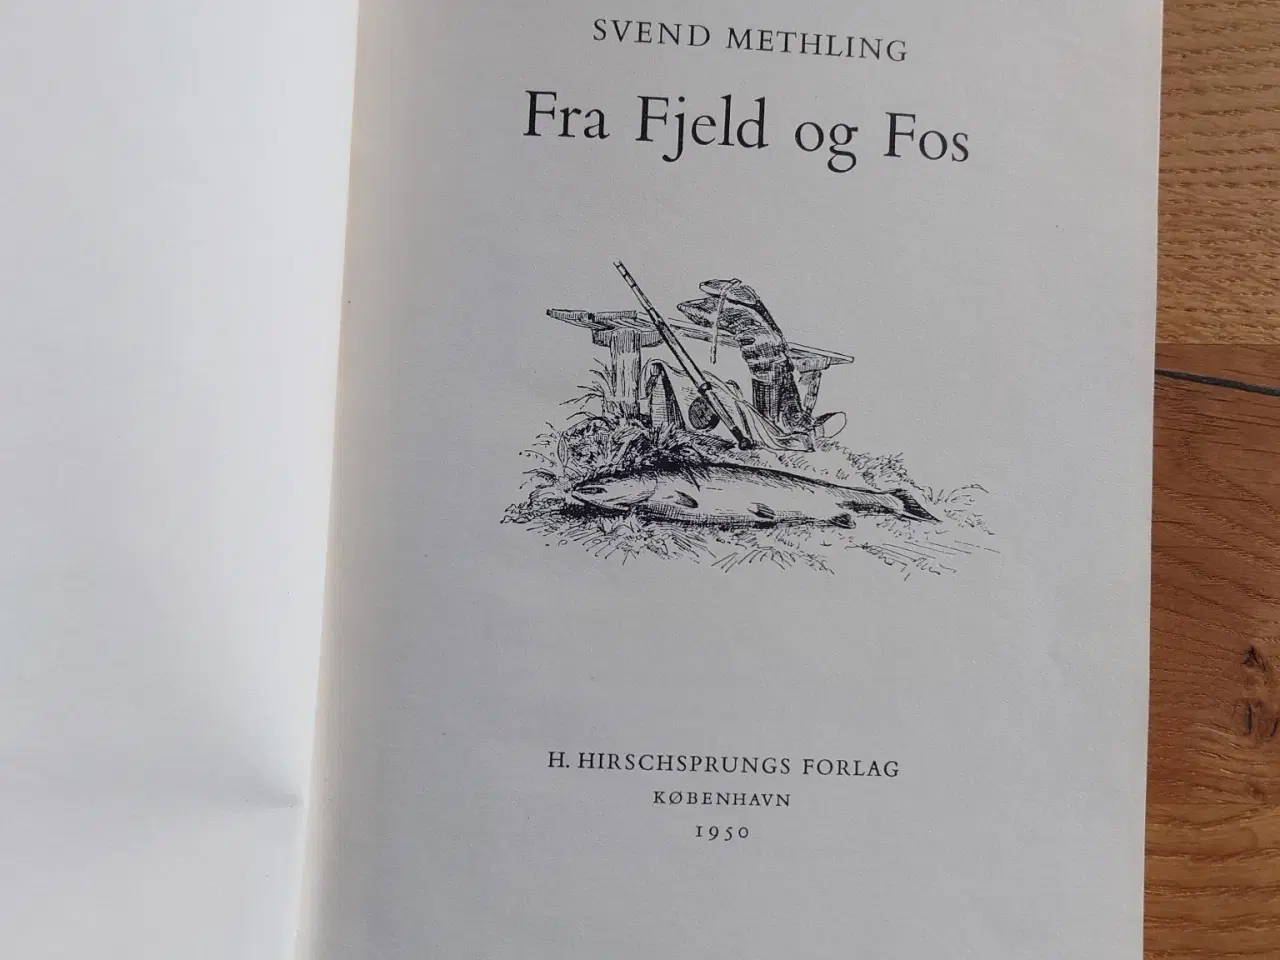 SVEND METHLING
Fra Fjeld og Fos
H. HIRSCHSPRUNGS FORLAG
KØBENHAVN
1950